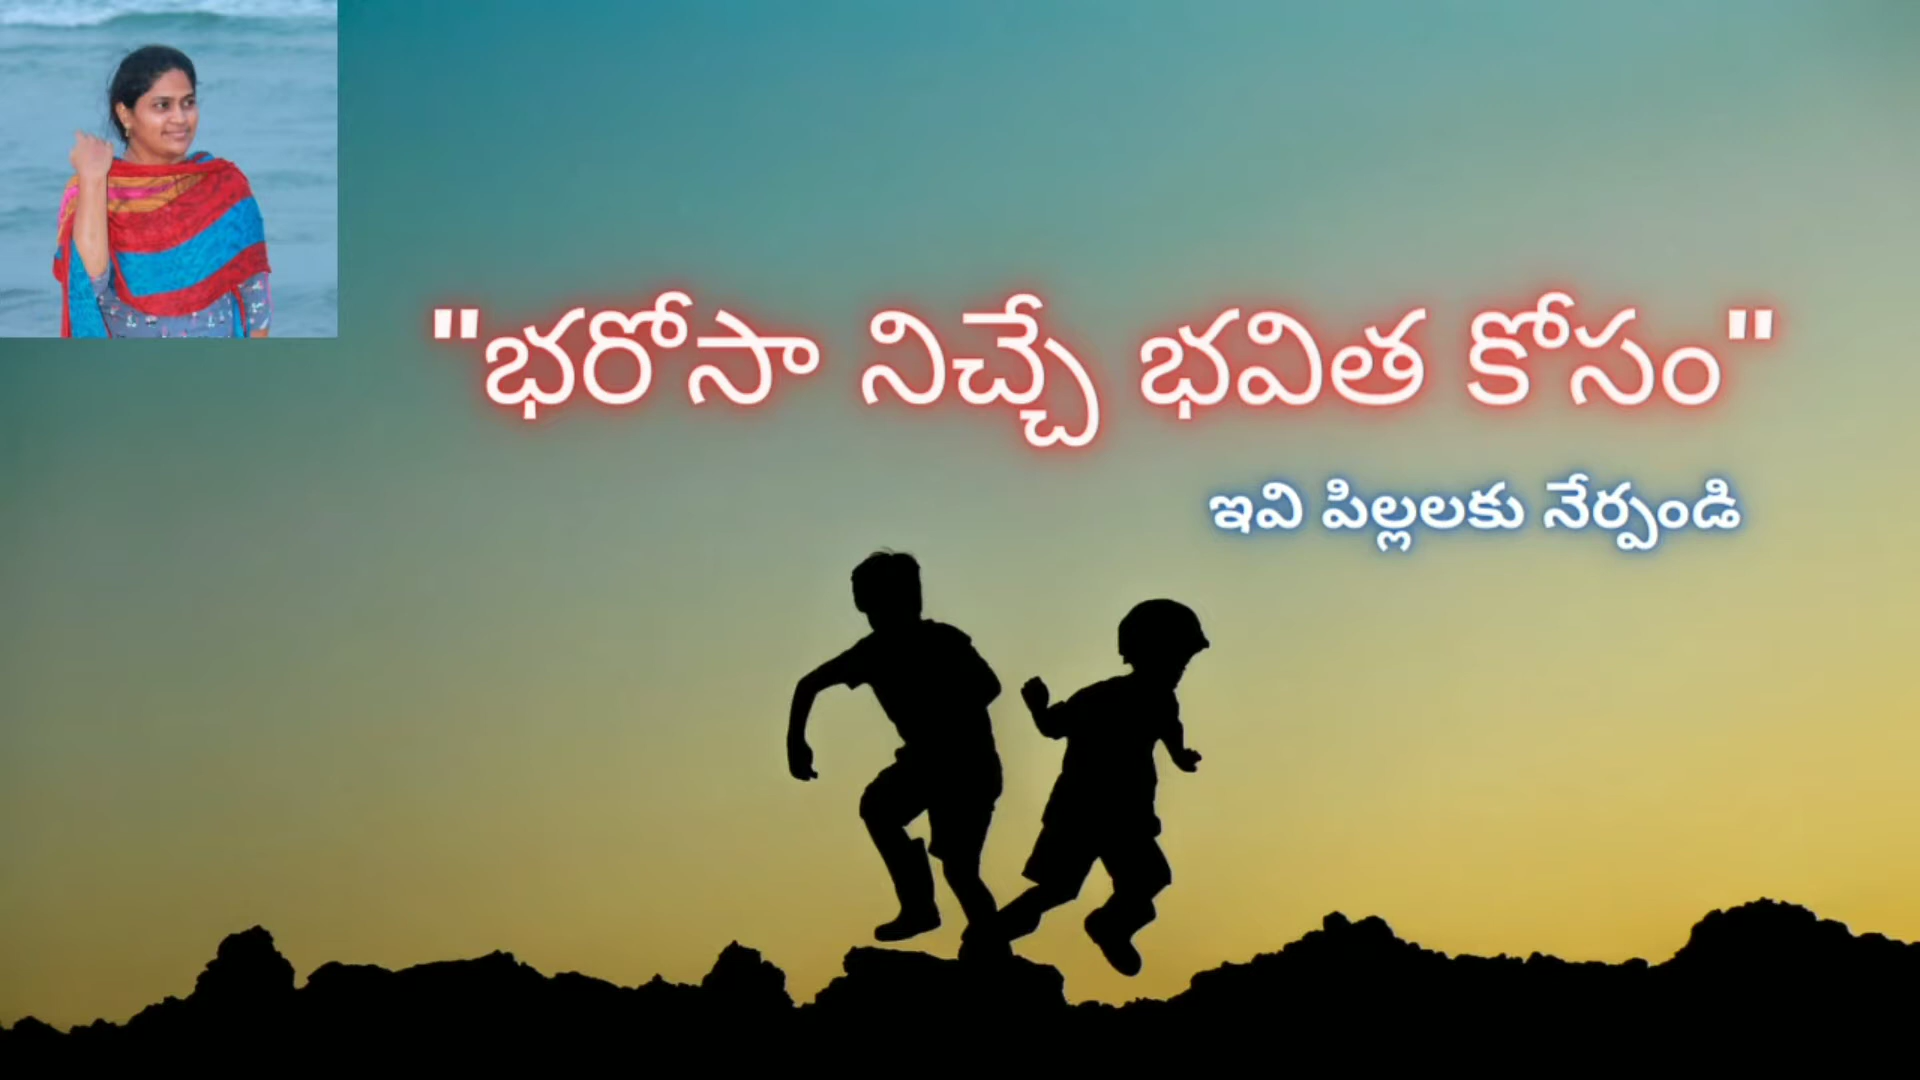 "భరోసా నిచ్చే భవిత కోసం"
ఇవి పిల్లలకు నేర్పండి